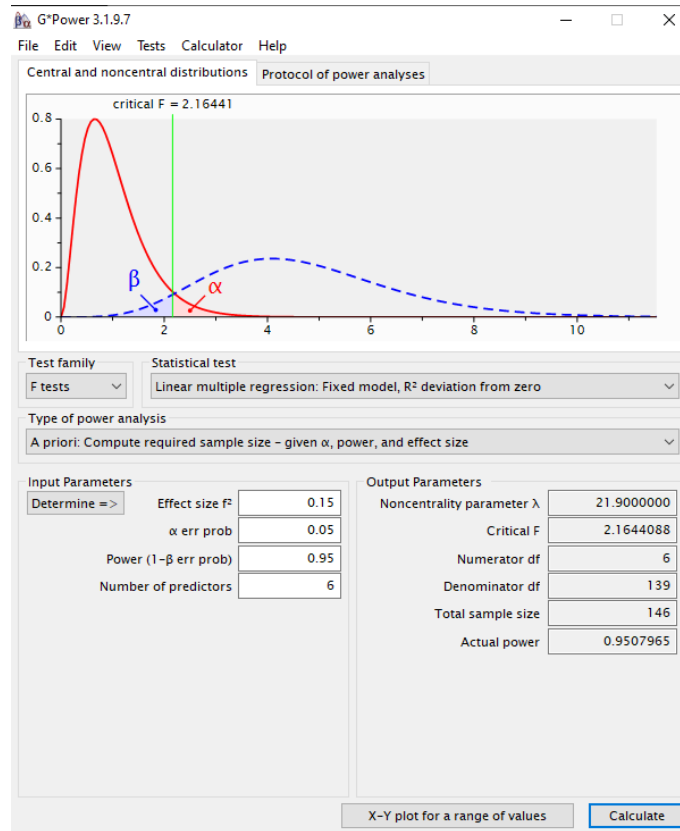 G*Power 3.1.9.7
File Edit View Tests Calculator Help
Central and noncentral distributions Protocol of power analyses
critical F = 2.16441
0.8
0.6
0.4
0.2
0
β α
0 2 4 6 8 10
Test family Statistical test
F tests Linear multiple regression: Fixed model, R² deviation from zero
Type of power analysis
A priori: Compute required sample size – given α, power, and effect size
Input Parameters Output Parameters
Determine => Effect size f² 0.15 Noncentrality parameter λ 21.9000000
α err prob 0.05 Critical F 2.1644088
Power (1-β err prob) 0.95 Numerator df 6
Number of predictors 6 Denominator df 139
Total sample size 146
Actual power 0.9507965
X-Y plot for a range of values Calculate